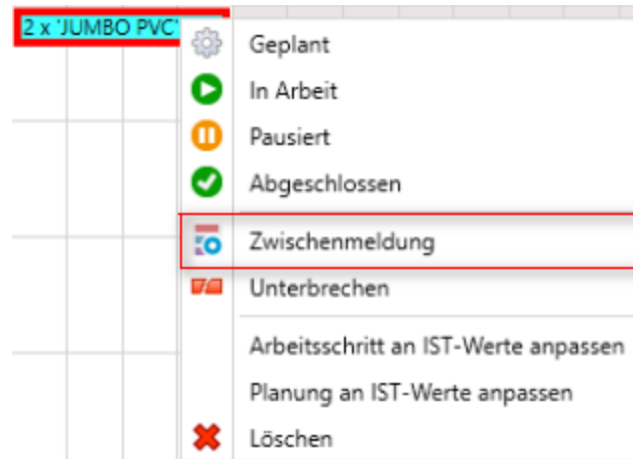 2 x 'JUMBO PVC'
Geplant
In Arbeit
Pausiert
Abgeschlossen
Zwischenmeldung
Unterbrechen
Arbeitsschritt an IST-Werte anpassen
Planung an IST-Werte anpassen
Löschen